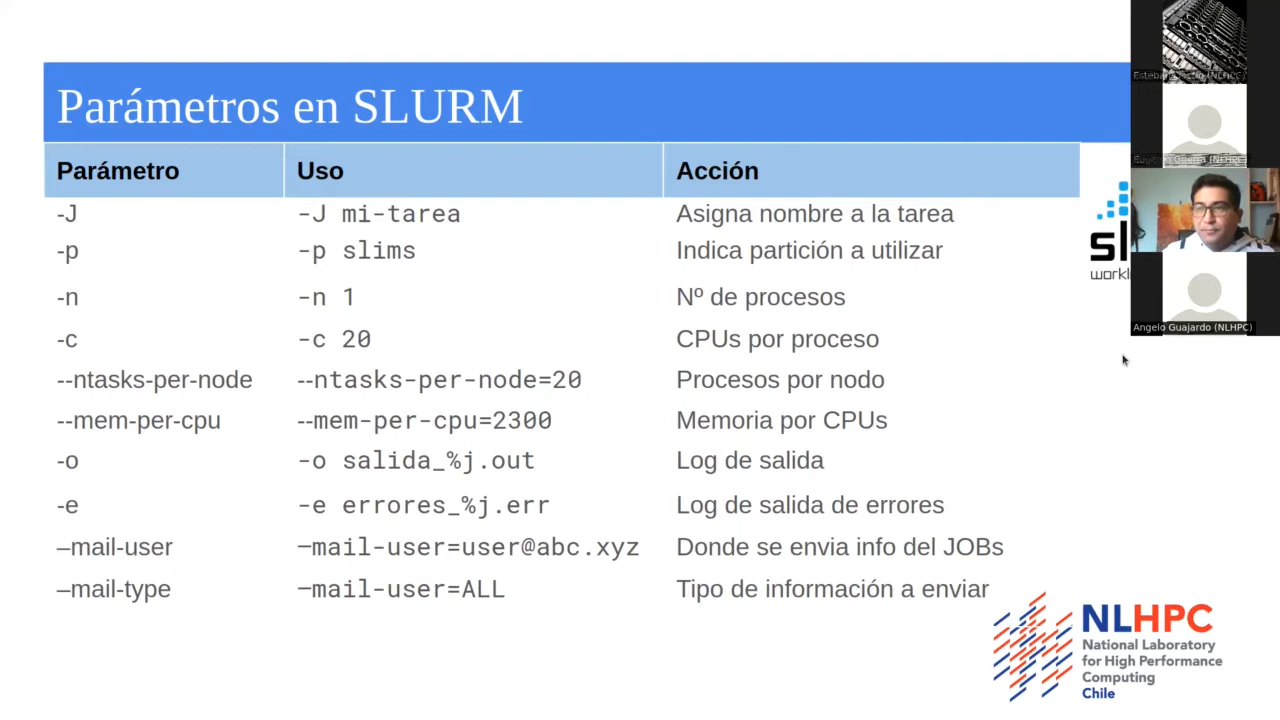 Parámetros en SLURM
Parámetro Uso Acción
-J -J mi-tarea Asigna nombre a la tarea
-p -p slims Indica partición a utilizar
-n -n 1 Nº de procesos
-c -c 20 CPUs por proceso
--ntasks-per-node --ntasks-per-node=20 Procesos por nodo
--mem-per-cpu --mem-per-cpu=2300 Memoria por CPUs
-o -o salida_%j.out Log de salida
-e -e errores_%j.err Log de salida de errores
–mail-user –mail-user=user@abc.xyz Donde se envia info del JOBs
–mail-type –mail-user=ALL Tipo de información a enviar
(NLHPC)
(NLHPC)
sl
workl
Angelo Guajardo (NLHPC)
NLHPC
National Laboratory
for High Performance
Computing
Chile